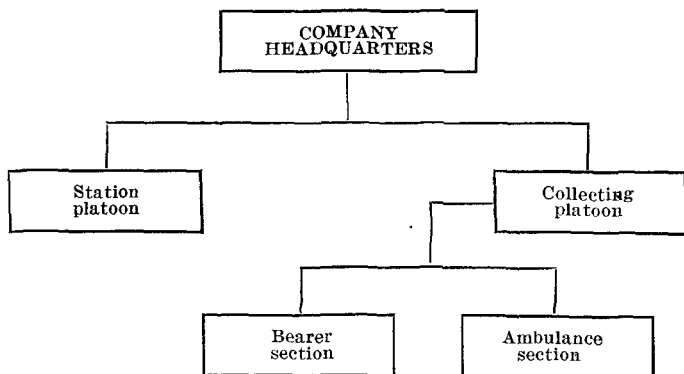 COMPANY
HEADQUARTERS
Station
platoon
Collecting
platoon
Bearer
section
Ambulance
section